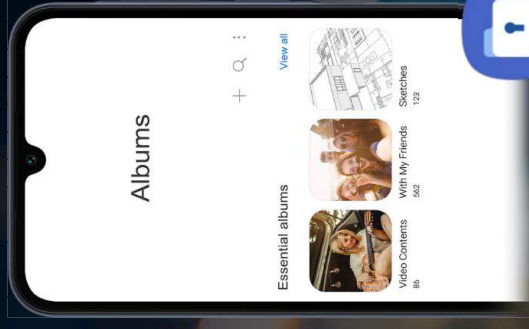 Albums
Essential albums
View all
Video Contents
86
With My Friends
562
Sketches
123